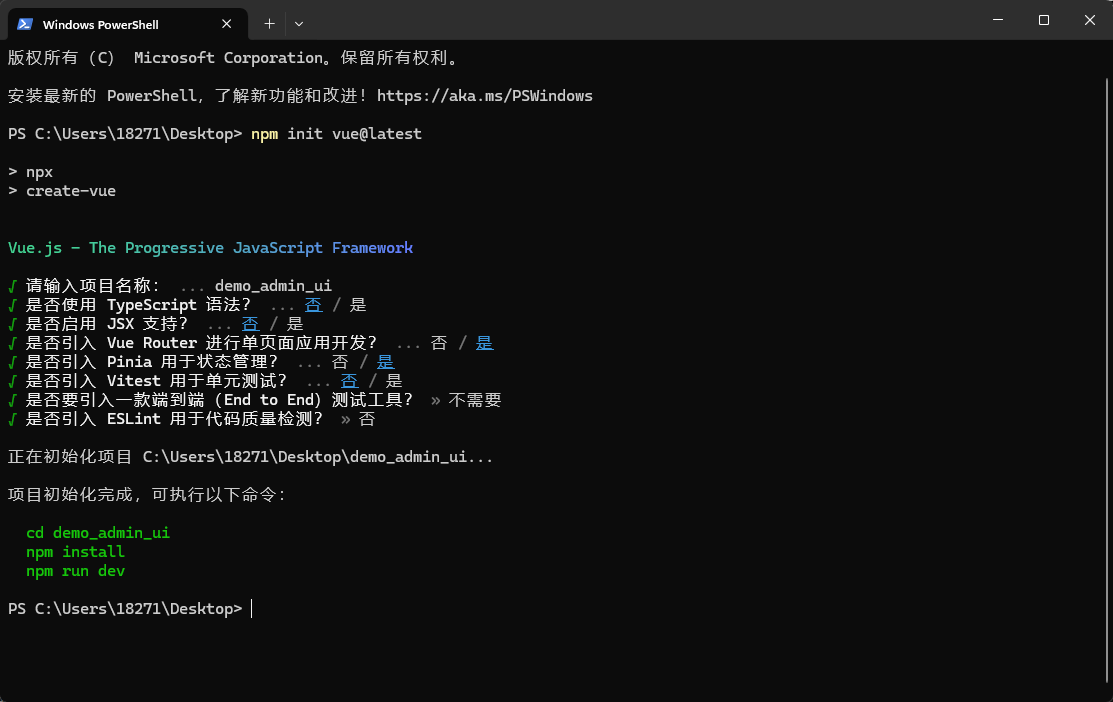 Windows PowerShell
版权所有 (C) Microsoft Corporation。保留所有权利。
安装最新的 PowerShell，了解新功能和改进！https://aka.ms/PSWindows
PS C:\Users\18271\Desktop> npm init vue@latest
> npx
> create-vue
Vue.js - The Progressive JavaScript Framework
√ 请输入项目名称： ... demo_admin_ui
√ 是否使用 TypeScript 语法？ ... 否 / 是
√ 是否启用 JSX 支持？ ... 否 / 是
√ 是否引入 Vue Router 进行单页面应用开发？ ... 否 / 是
√ 是否引入 Pinia 用于状态管理？ ... 否 / 是
√ 是否引入 Vitest 用于单元测试？ ... 否 / 是
√ 是否要引入一款端到端（End to End）测试工具？ » 不需要
√ 是否引入 ESLint 用于代码质量检测？ » 否
正在初始化项目 C:\Users\18271\Desktop\demo_admin_ui...
项目初始化完成，可执行以下命令：
cd demo_admin_ui
npm install
npm run dev
PS C:\Users\18271\Desktop>